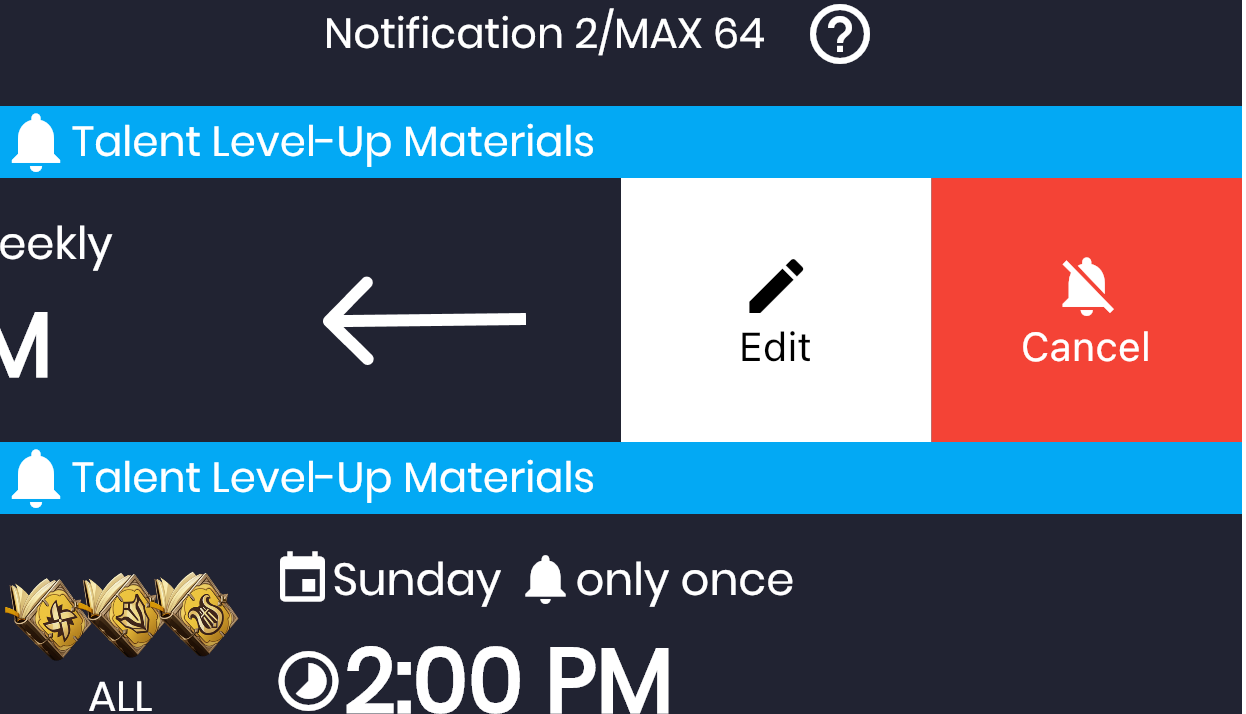 Notification 2/MAX 64
Talent Level-Up Materials
eekly
M
Edit
Cancel
Talent Level-Up Materials
Sunday only once
2:00 PM
ALL